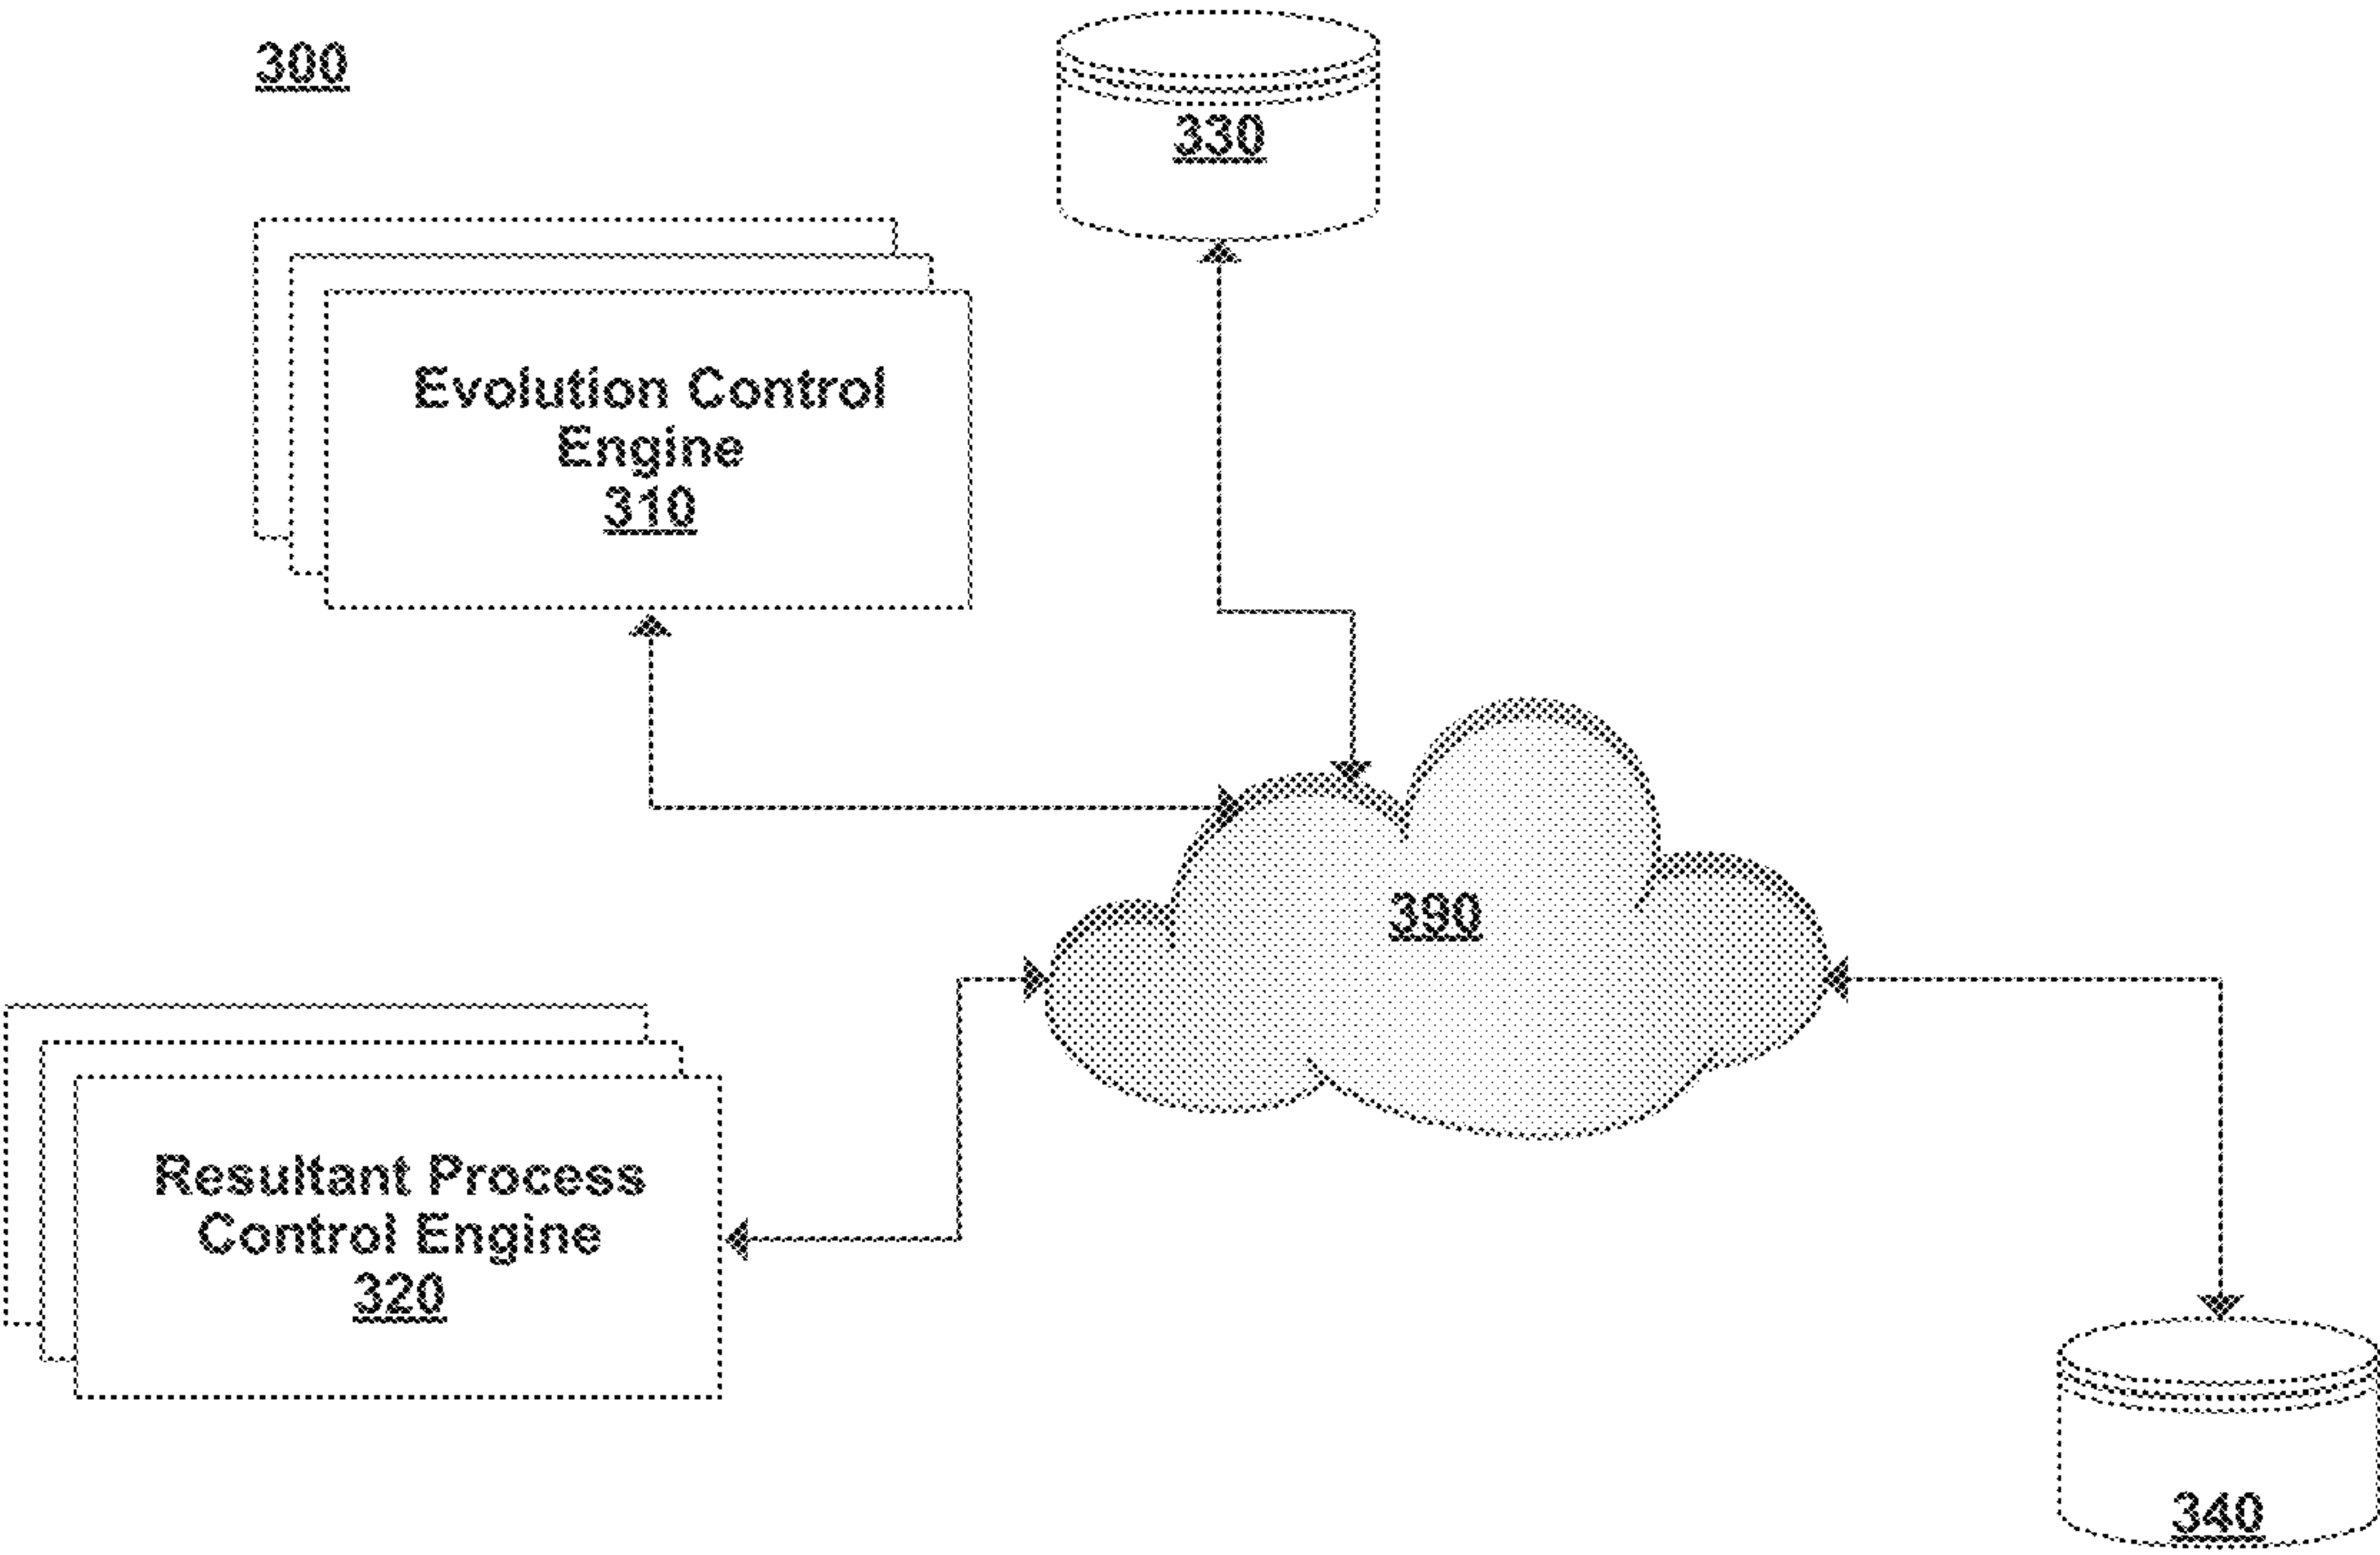 300
330
Evolution Control
Engine
310
390
Resultant Process
Control Engine
320
340